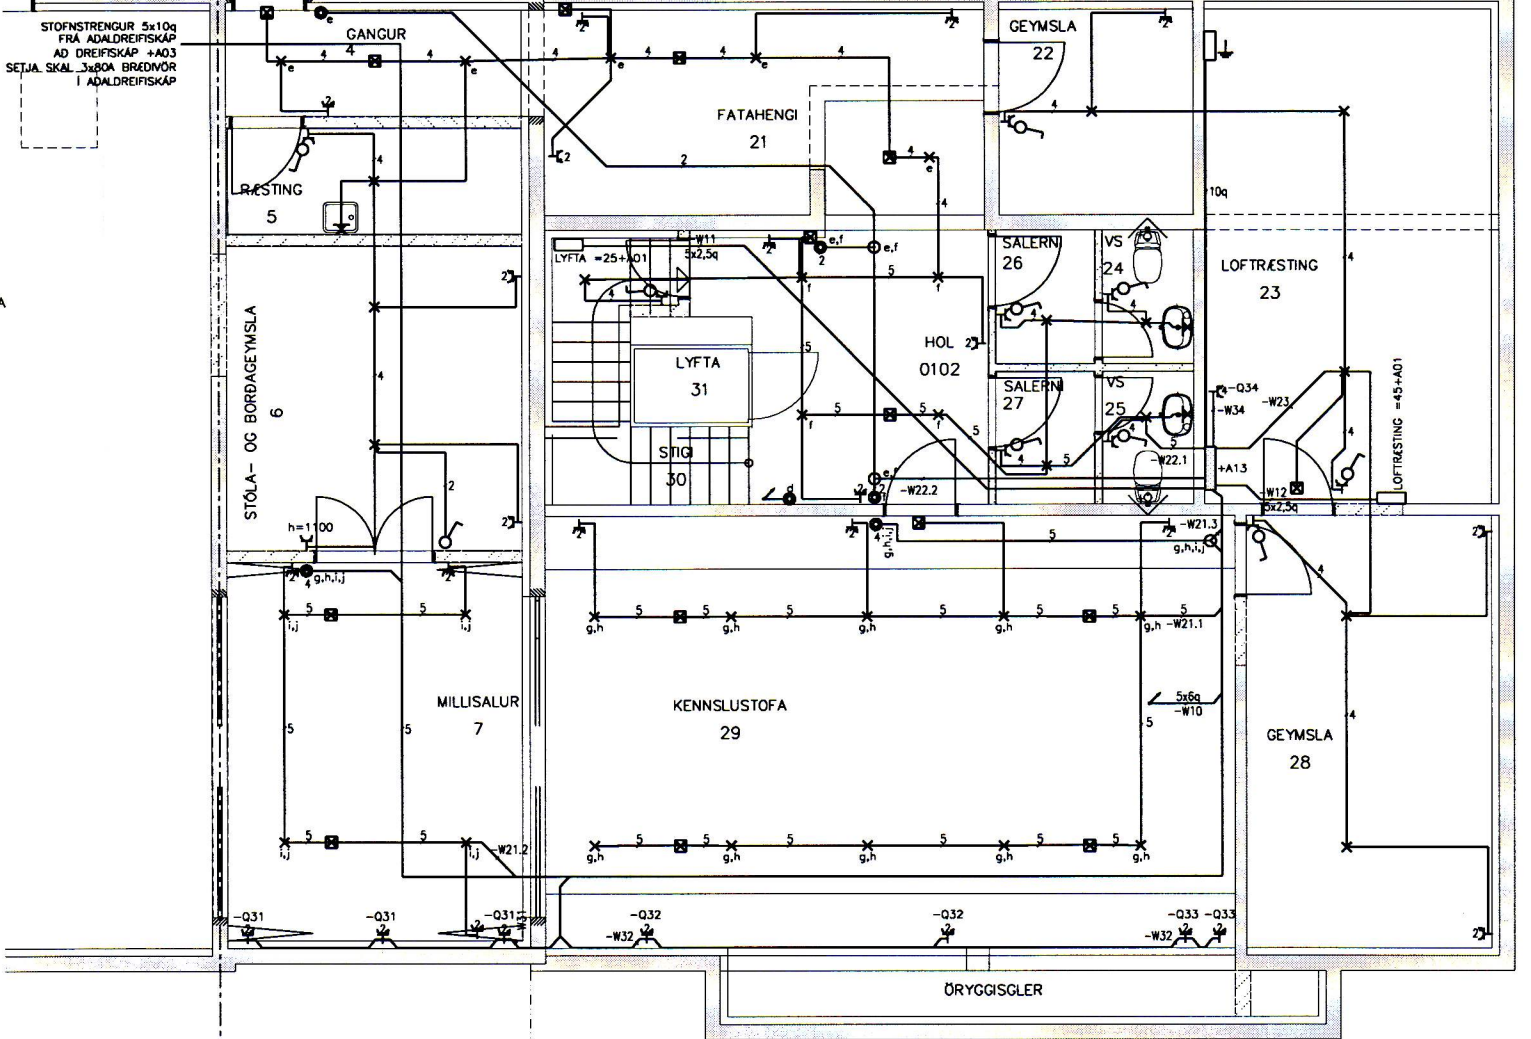 STOFNSTRENGUR 5x10q
FRÁ AÐALDREIFISKÁP
AÐ DREIFISKÁP +A03
SETJA SKAL 3x80A BRÆÐIVÖR
Í AÐALDREIFISKÁP
GANGUR
4
FATAHENGI
21
GEYMSLA
22
RÆSTING
5
LYFTA =25+A01
-W11
5x2,5q
SALERNI
26
VS
24
LOFTRÆSTING
23
10q
STÓLA- OG BORÐAGEYMSLA
6
LYFTA
31
HOL
0102
SALERNI
27
VS
25
-Q34
-W34
-W23
LOFTRÆSTING =45+A01
STIGI
30
-W22.1
+A13
-W22.2
-W12
5x2,5q
h=1100
g,h,i,j
g,h,i,j
-W21.3
g,h,i,j
i,j
i,j
g,h
g,h
g,h
g,h
g,h
-W21.1
MILLISALUR
7
KENNSLUSTOFA
29
5x6q
-W10
GEYMSLA
28
i,j
i,j
-W21.2
g,h
g,h
g,h
g,h
g,h
-Q31
-Q31
-Q31
W31
-Q32
-W32
-Q32
-Q33
-Q33
-W32
ÖRYGGISGLER